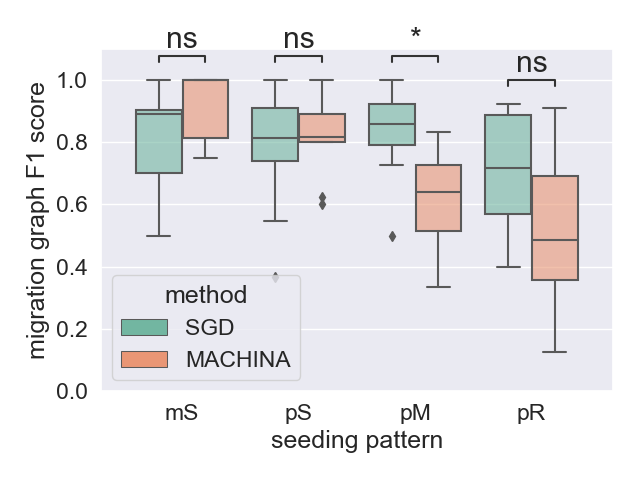 ns
ns
*
ns
migration graph F1 score
1.0
0.8
0.6
0.4
0.2
0.0
method
SGD
MACHINA
mS
pS
pM
pR
seeding pattern